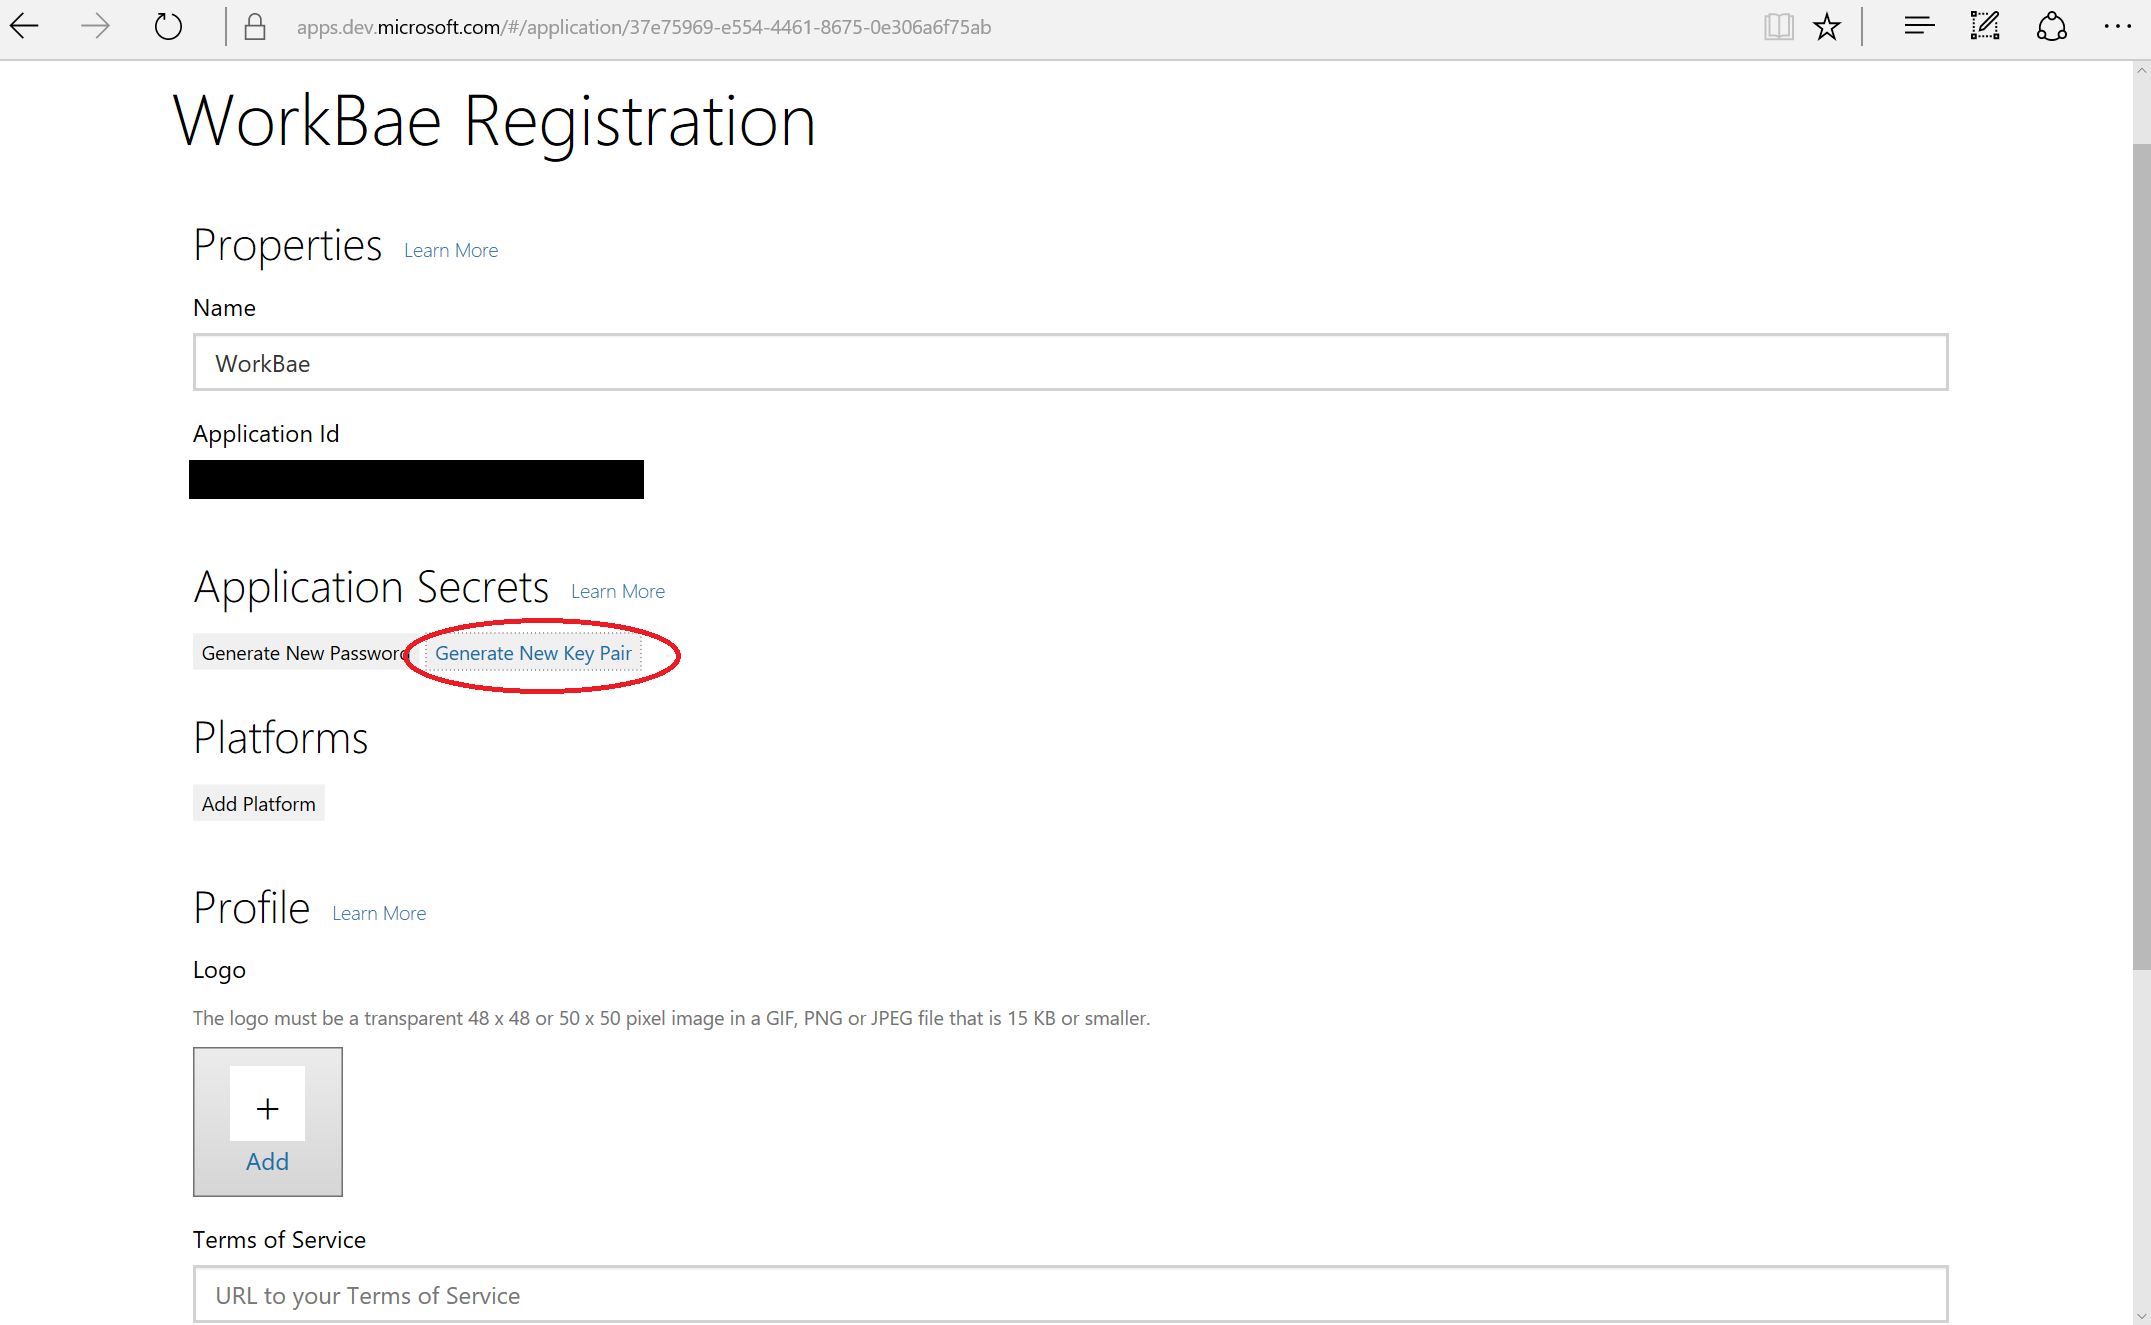 apps.dev.microsoft.com/#/application/37e75969-e554-4461-8675-0e306a6f75ab
WorkBae Registration
Properties Learn More
Name
WorkBae
Application Id
Application Secrets Learn More
Generate New Password Generate New Key Pair
Platforms
Add Platform
Profile Learn More
Logo
The logo must be a transparent 48 x 48 or 50 x 50 pixel image in a GIF, PNG or JPEG file that is 15 KB or smaller.
+
Add
Terms of Service
URL to your Terms of Service